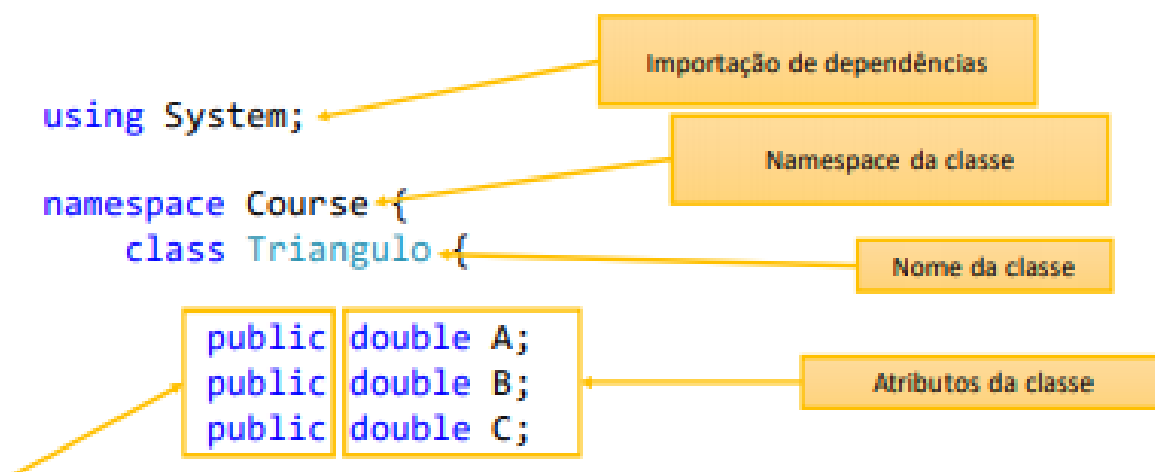 Importação de dependências
using System;
Namespace da classe
namespace Course {
class Triangulo {
Nome da classe
public double A;
public double B;
public double C;
Atributos da classe